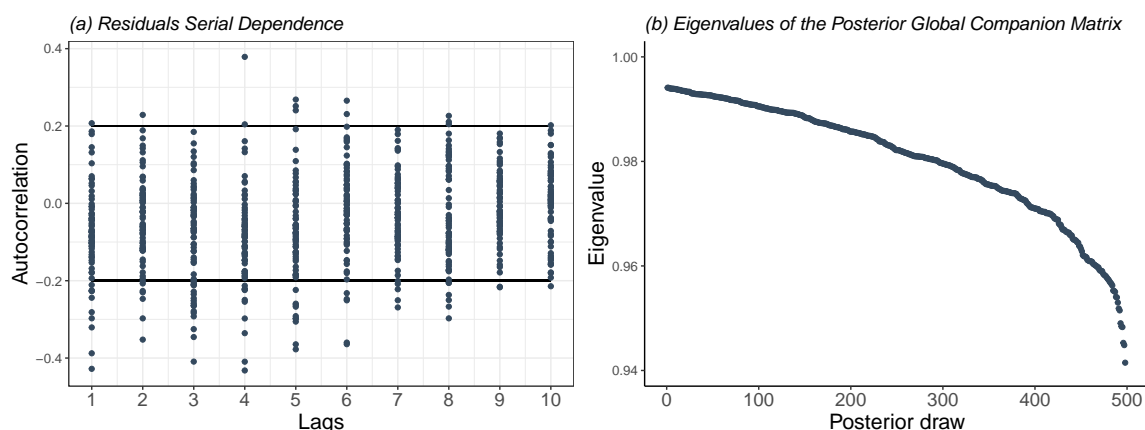 (a) Residuals Serial Dependence
0.4
0.2
0.0
−0.2
−0.4
Autocorrelation
1 2 3 4 5 6 7 8 9 10
Lags
(b) Eigenvalues of the Posterior Global Companion Matrix
1.00
0.98
0.96
0.94
Eigenvalue
0 100 200 300 400 500
Posterior draw